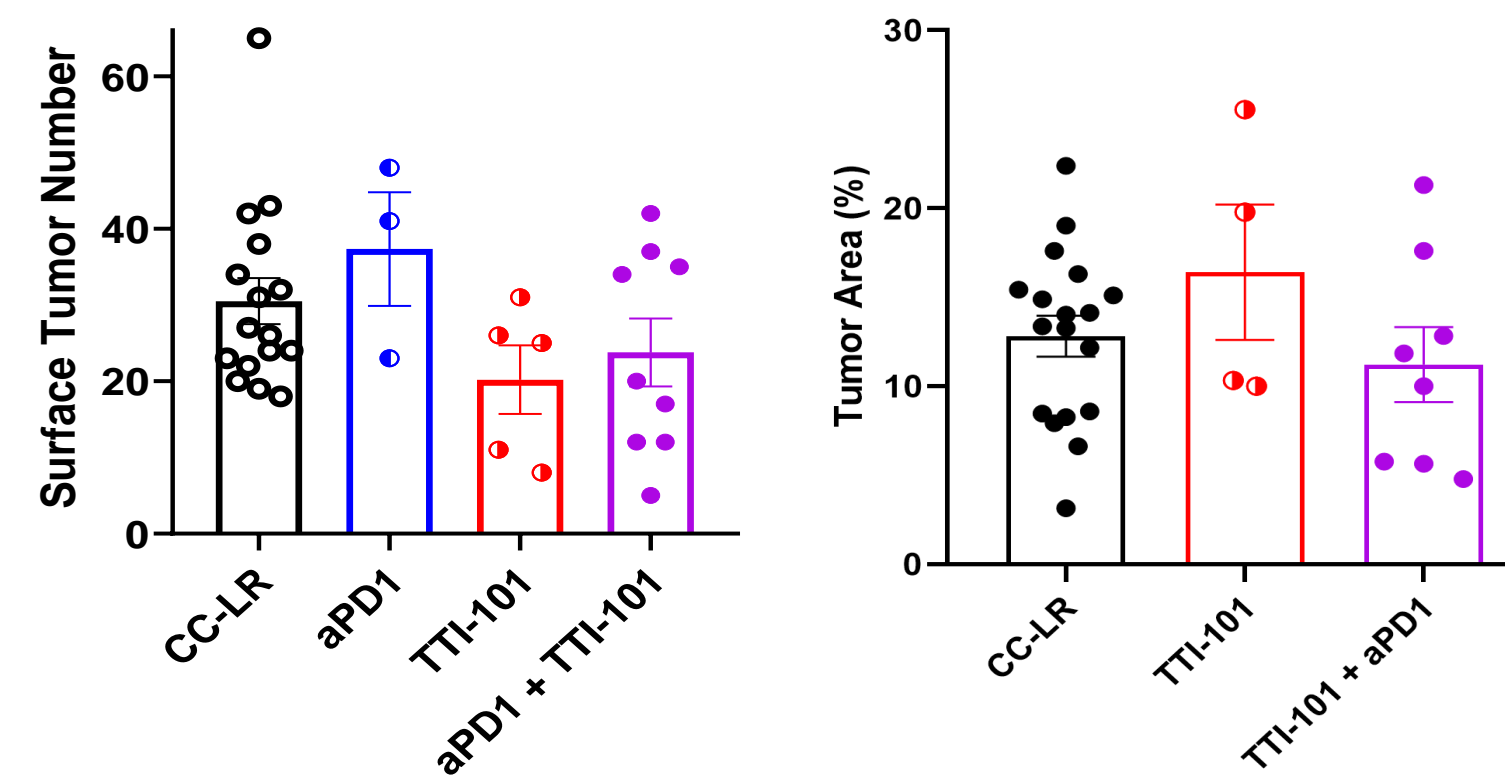 Surface Tumor Number
60
40
20
0
CC-LR
aPD1
TTI-101
aPD1 + TTI-101
Tumor Area (%)
30
20
10
0
CC-LR
TTI-101
TTI-101 + aPD1